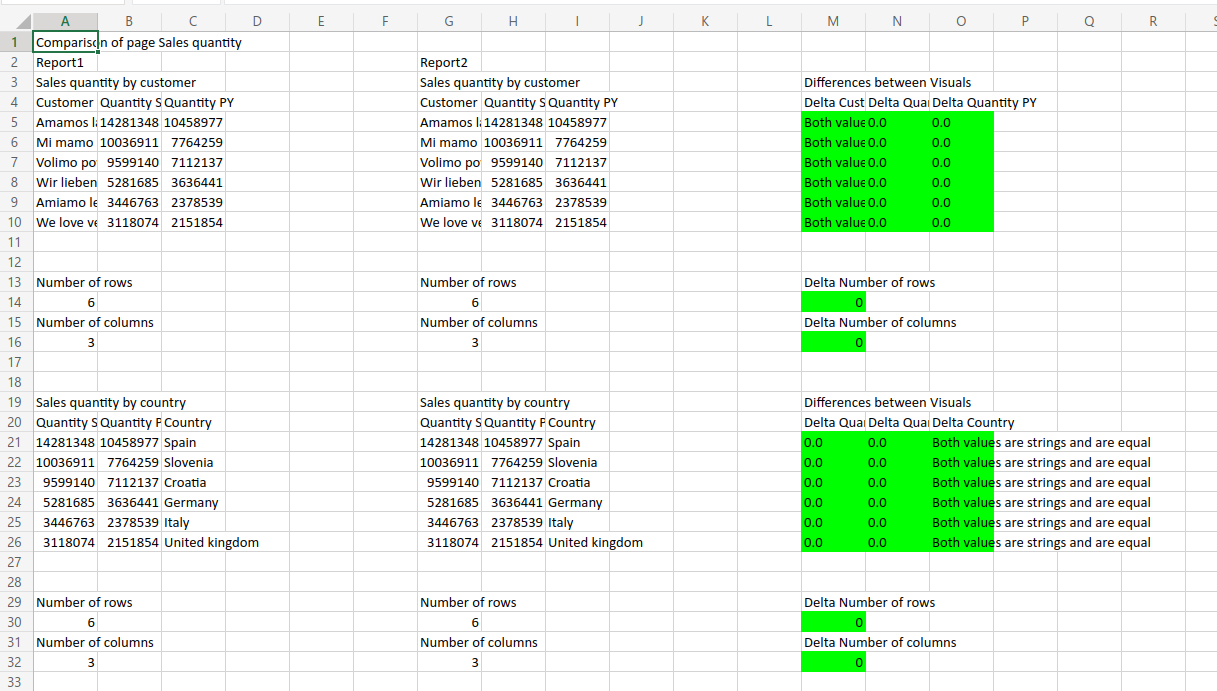 A B C D E F G H I J K L M N O P Q R
1 Comparison of page Sales quantity
2 Report1 Report2
3 Sales quantity by customer Sales quantity by customer Differences between Visuals
4 Customer Quantity S Quantity PY Customer Quantity S Quantity PY Delta Cust Delta Qua Delta Quantity PY
5 Amamos 14281348 10458977 Amamos 14281348 10458977 Both value 0.0 0.0
6 Mi mamo 10036911 7764259 Mi mamo 10036911 7764259 Both value 0.0 0.0
7 Volimo po 9599140 7112137 Volimo po 9599140 7112137 Both value 0.0 0.0
8 Wir lieben 5281685 3636441 Wir lieben 5281685 3636441 Both value 0.0 0.0
9 Amiamo le 3446763 2378539 Amiamo le 3446763 2378539 Both value 0.0 0.0
10 We love ve 3118074 2151854 We love ve 3118074 2151854 Both value 0.0 0.0
11
12
13 Number of rows Number of rows Delta Number of rows
14 6 6 0
15 Number of columns Number of columns Delta Number of columns
16 3 3 0
17
18
19 Sales quantity by country Sales quantity by country Differences between Visuals
20 Quantity S Quantity P Country Quantity S Quantity P Country Delta Qua Delta Qua Delta Country
21 14281348 10458977 Spain 14281348 10458977 Spain 0.0 0.0 Both values are strings and are equal
22 10036911 7764259 Slovenia 10036911 7764259 Slovenia 0.0 0.0 Both values are strings and are equal
23 9599140 7112137 Croatia 9599140 7112137 Croatia 0.0 0.0 Both values are strings and are equal
24 5281685 3636441 Germany 5281685 3636441 Germany 0.0 0.0 Both values are strings and are equal
25 3446763 2378539 Italy 3446763 2378539 Italy 0.0 0.0 Both values are strings and are equal
26 3118074 2151854 United kingdom 3118074 2151854 United kingdom 0.0 0.0 Both values are strings and are equal
27
28
29 Number of rows Number of rows Delta Number of rows
30 6 6 0
31 Number of columns Number of columns Delta Number of columns
32 3 3 0
33